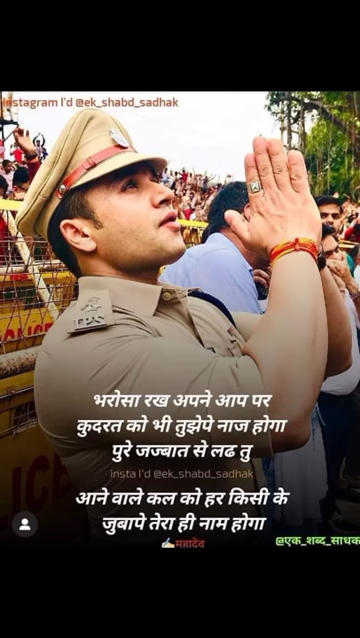 Instagram I'd @ek_shabd_sadhak
IPS
भरोसा रख अपने आप पर
कुदरत को भी तुझेपे नाज होगा
पुरे जज्बात से लढ तु
insta I'd @ek_shabd_sadhak
आने वाले कल को हर किसी के
जुबापे तेरा ही नाम होगा
✍महादेव
@एक_शब्द_साधक